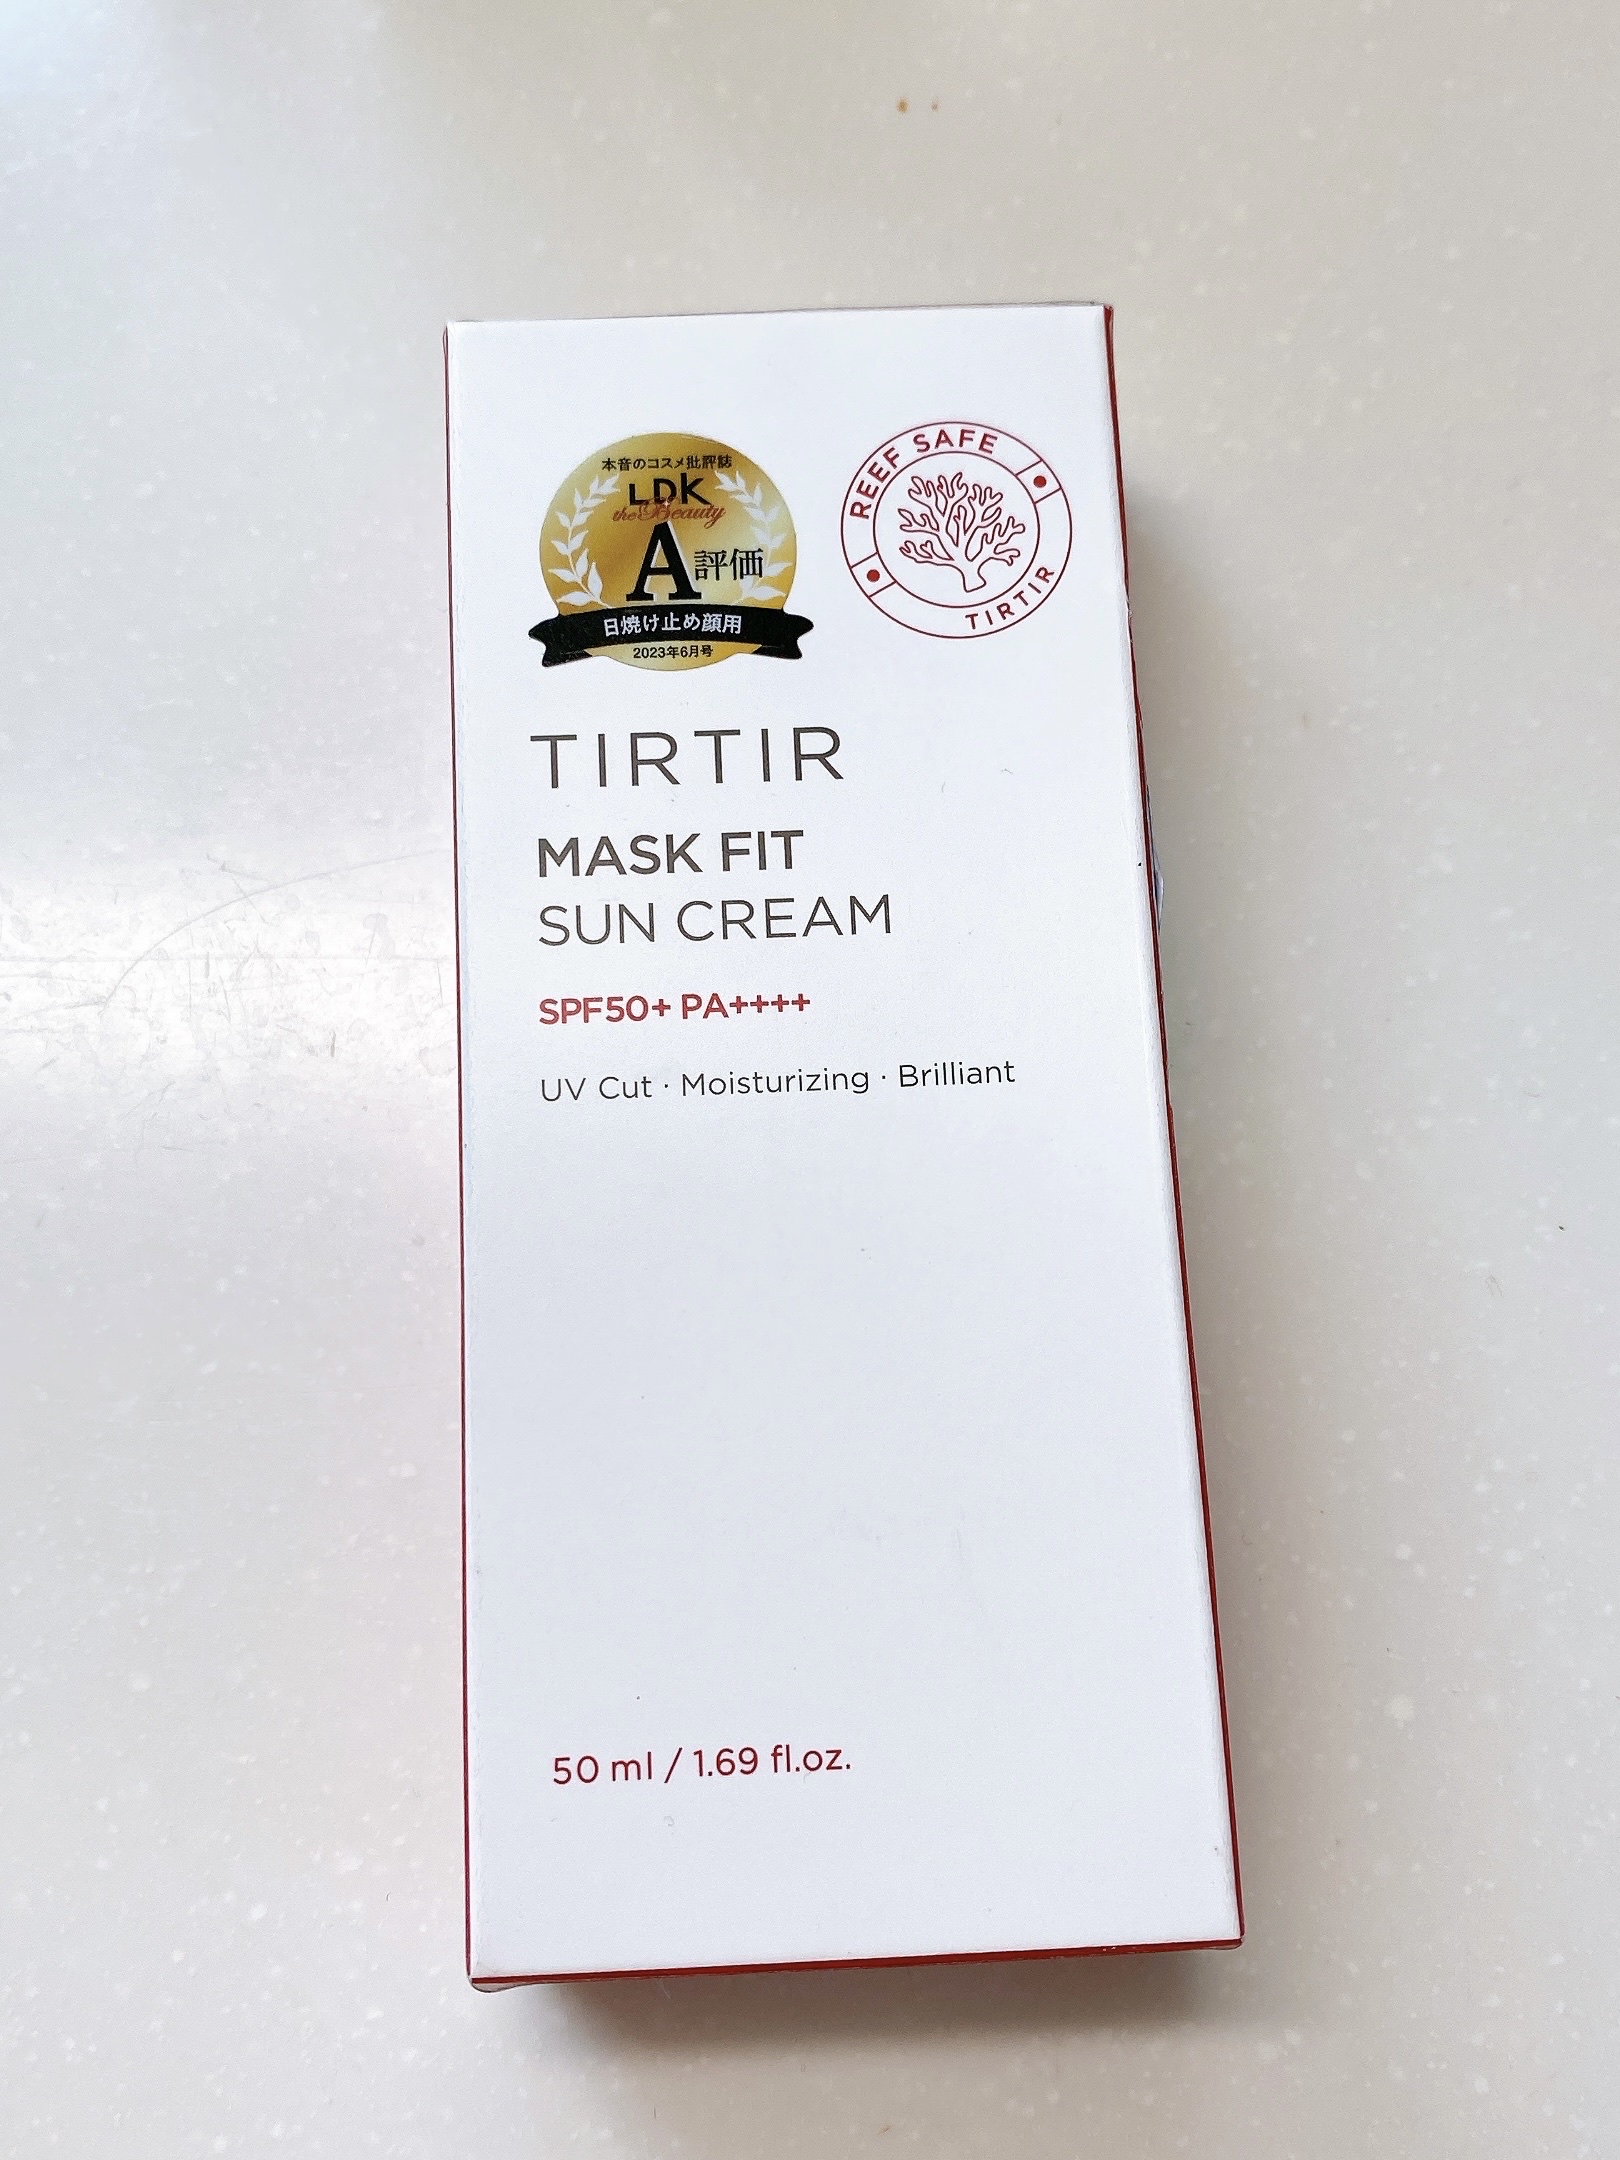 本音のコスメ批評誌
LDK
the Beauty
A評価
日焼け止め顔用
2023年6月号
REEF SAFE
TIRTIR
TIRTIR
MASK FIT
SUN CREAM
SPF50+ PA++++
UV Cut · Moisturizing · Brilliant
50 ml / 1.69 fl.oz.